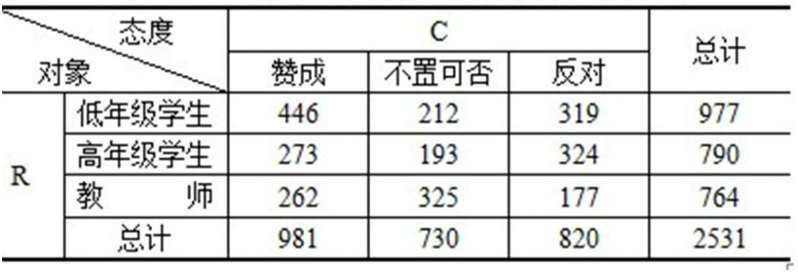 态度 C 总计
对象 赞成 不置可否 反对
R 低年级学生 446 212 319 977
高年级学生 273 193 324 790
教 师 262 325 177 764
总计 981 730 820 2531